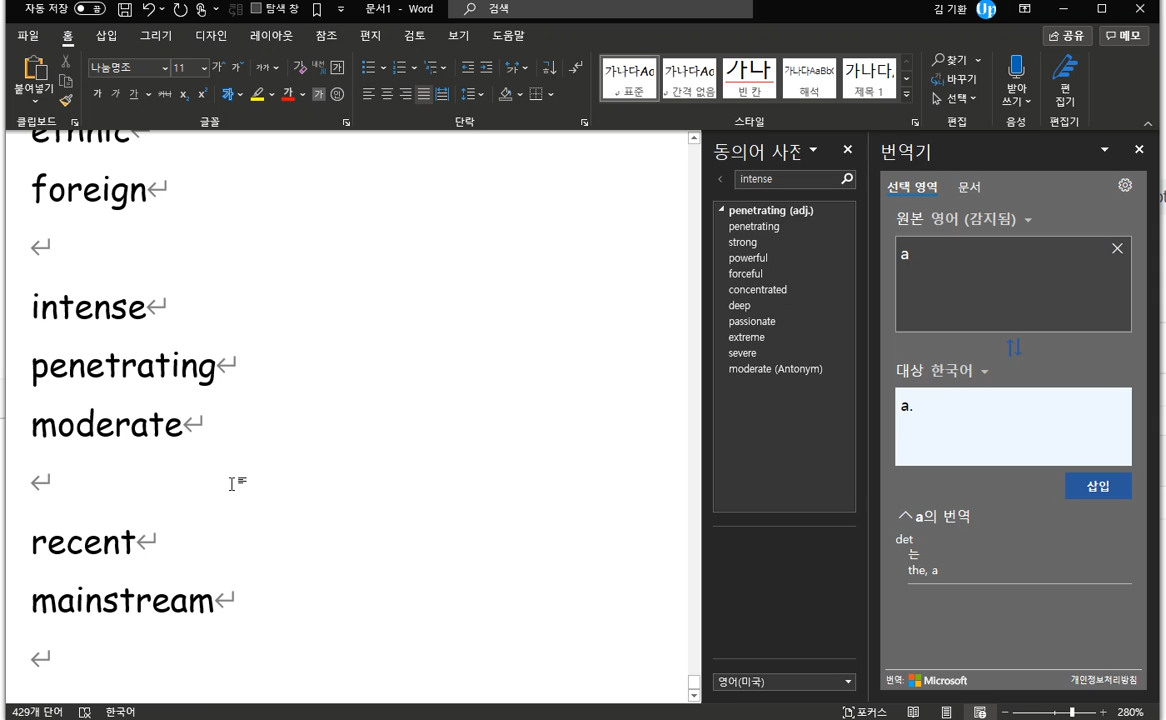 자동 저장 끔 탐색 창 문서1 - Word 검색 김 기환
파일 홈 삽입 그리기 디자인 레이아웃 참조 편지 검토 보기 도움말 공유 메모
붙여넣기
나눔명조 11
가나다Aa 가나다Aa 가나 가나다AaBb( 가나다,
표준 간격 없음 빈 칸 해석 제목 1
찾기
바꾸기
선택
받아
쓰기
편
집기
클립보드 글꼴 단락 스타일 편집 음성 편집기
ethnic
foreign
intense
penetrating
moderate
recent
mainstream
동의어 사전
intense
penetrating (adj.)
penetrating
strong
powerful
forceful
concentrated
deep
passionate
extreme
severe
moderate (Antonym)
영어(미국)
번역기
선택 영역 문서
원본 영어 (감지됨)
a
대상 한국어
a.
삽입
a의 번역
det
는
the, a
번역: Microsoft 개인정보처리방침
429개 단어 한국어 포커스 280%